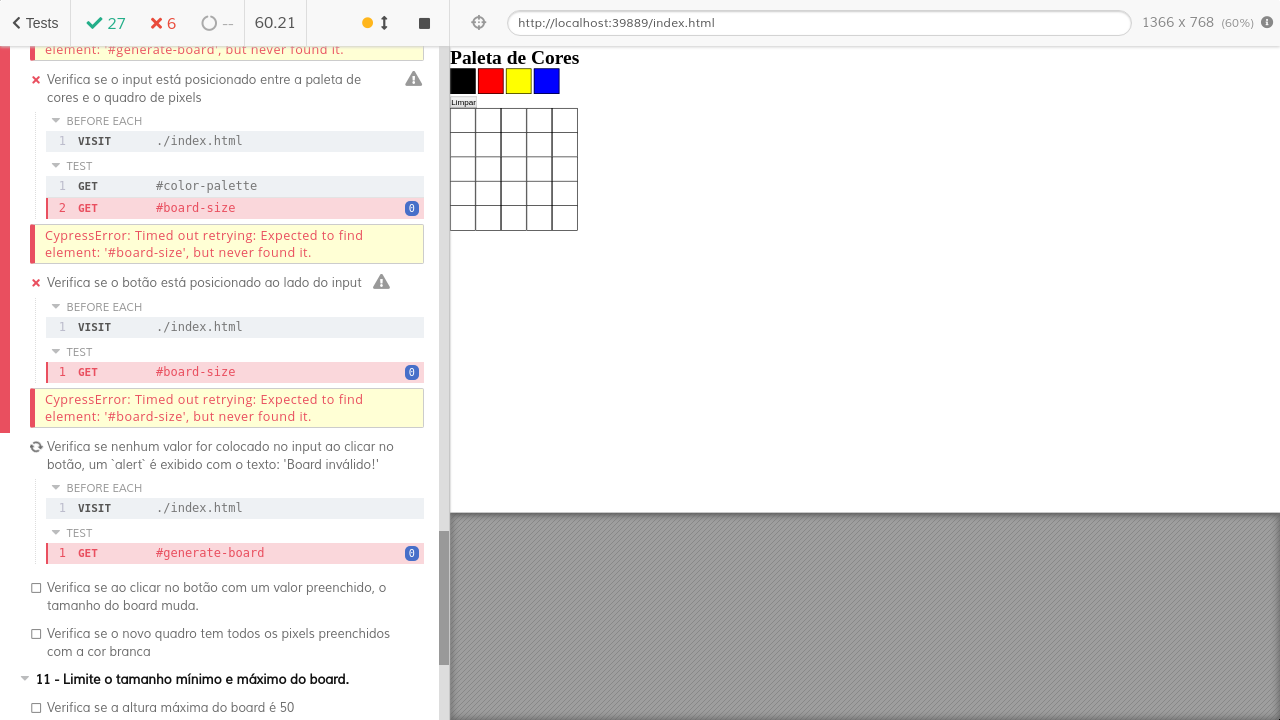 Tests
27
6
--
60.21
http://localhost:39889/index.html
1366 x 768 (60%)
element: '#generate-board', but never found it.
Verifica se o input está posicionado entre a paleta de
cores e o quadro de pixels
BEFORE EACH
1 VISIT ./index.html
TEST
1 GET #color-palette
2 GET #board-size 0
CypressError: Timed out retrying: Expected to find
element: '#board-size', but never found it.
Verifica se o botão está posicionado ao lado do input
BEFORE EACH
1 VISIT ./index.html
TEST
1 GET #board-size 0
CypressError: Timed out retrying: Expected to find
element: '#board-size', but never found it.
Verifica se nenhum valor for colocado no input ao clicar no
botão, um `alert` é exibido com o texto: 'Board inválido!'
BEFORE EACH
1 VISIT ./index.html
TEST
1 GET #generate-board 0
Verifica se ao clicar no botão com um valor preenchido, o
tamanho do board muda.
Verifica se o novo quadro tem todos os pixels preenchidos
com a cor branca
11 - Limite o tamanho mínimo e máximo do board.
Verifica se a altura máxima do board é 50
Paleta de Cores
Limpar